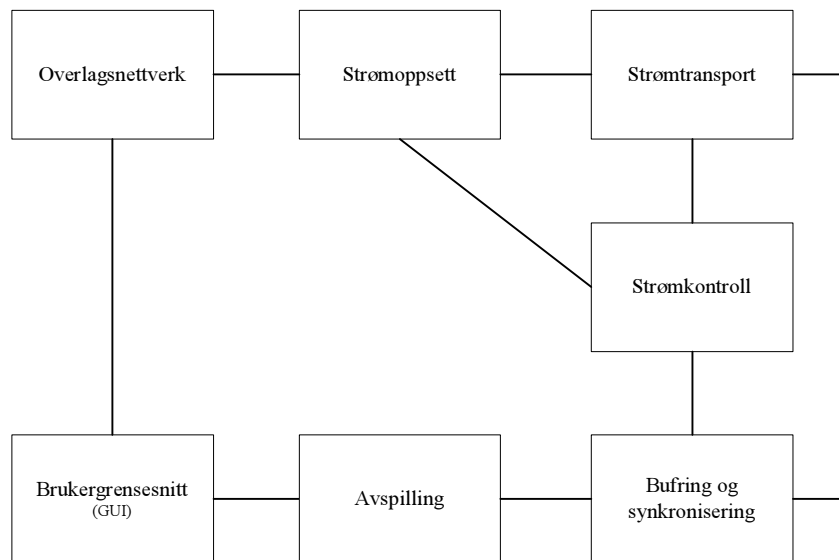 Overlagsnettverk
Strømoppsett
Strømtransport
Strømkontroll
Brukergrensesnitt
(GUI)
Avspilling
Bufring og
synkronisering